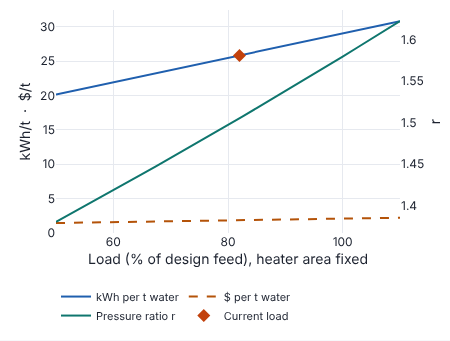 30
25
20
15
10
5
0
kWh/t · $/t
1.6
1.55
1.5
1.45
1.4
r
60 80 100
Load (% of design feed), heater area fixed
kWh per t water $ per t water
Pressure ratio r Current load